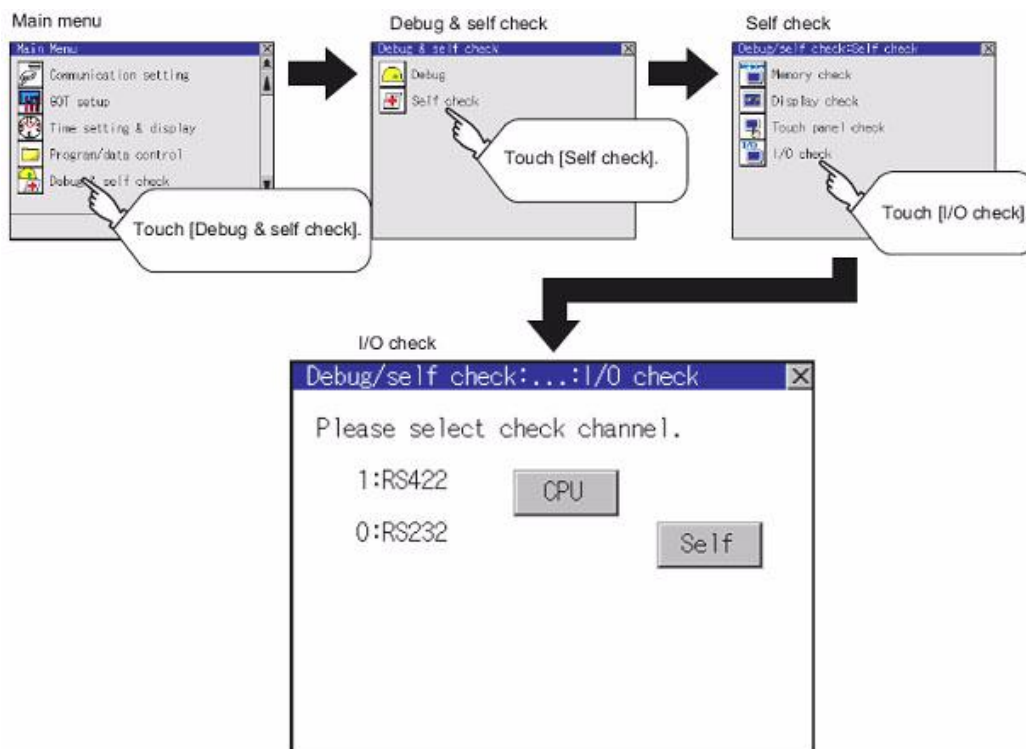 Main menu
Main Menu
Communication setting
GOT setup
Time setting & display
Program/data control
Debug & self check
Touch [Debug & self check].
Debug & self check
Debug & self check
Debug
Self check
Touch [Self check].
Self check
Debug/self check:Self check
Memory check
Display check
Touch panel check
I/O
I/O check
Touch [I/O check]
I/O check
Debug/self check:...:I/O check
Please select check channel.
1:RS422 CPU
0:RS232 Self